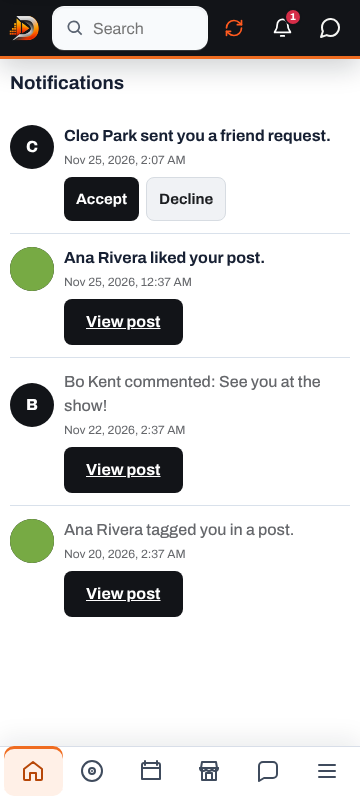 Search
1
Notifications
C
Cleo Park sent you a friend request.
Nov 25, 2026, 2:07 AM
Accept
Decline
Ana Rivera liked your post.
Nov 25, 2026, 12:37 AM
View post
B
Bo Kent commented: See you at the
show!
Nov 22, 2026, 2:37 AM
View post
Ana Rivera tagged you in a post.
Nov 20, 2026, 2:37 AM
View post